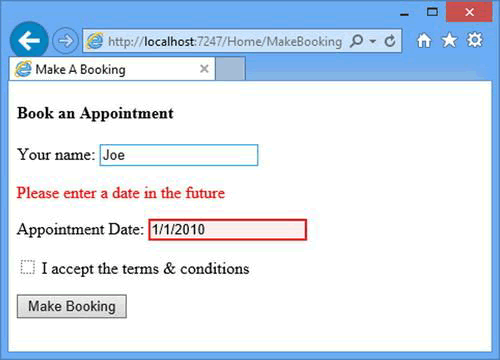 http://localhost:7247/Home/MakeBooking
Make A Booking
Book an Appointment
Your name: Joe
Please enter a date in the future
Appointment Date: 1/1/2010
I accept the terms & conditions
Make Booking